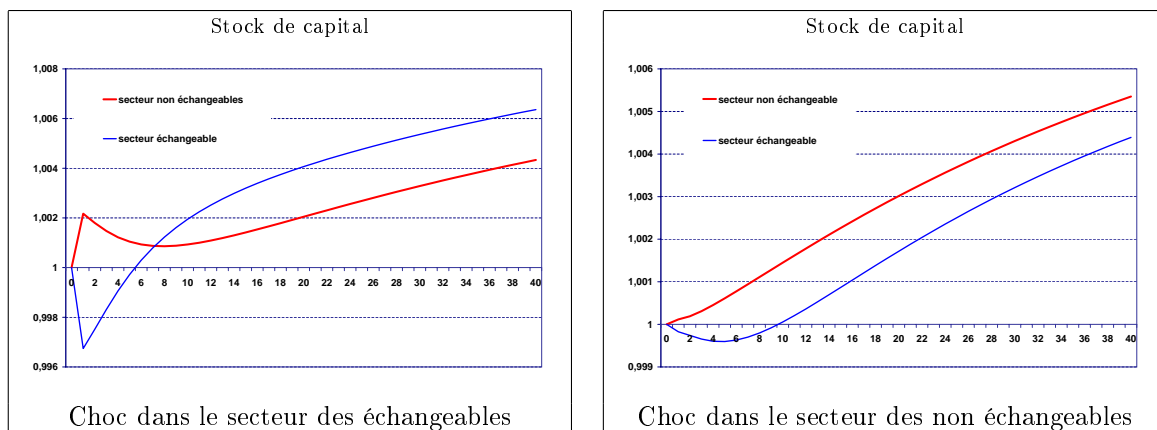 Stock de capital
1,008
1,006
1,004
1,002
1
0,998
0,996
secteur non échangeables
secteur échangeable
0 2 4 6 8 10 12 14 16 18 20 22 24 26 28 30 32 34 36 38 40
Choc dans le secteur des échangeables
Stock de capital
1,006
1,005
1,004
1,003
1,002
1,001
1
0,999
secteur non échangeable
secteur échangeable
0 2 4 6 8 10 12 14 16 18 20 22 24 26 28 30 32 34 36 38 40
Choc dans le secteur des non échangeables